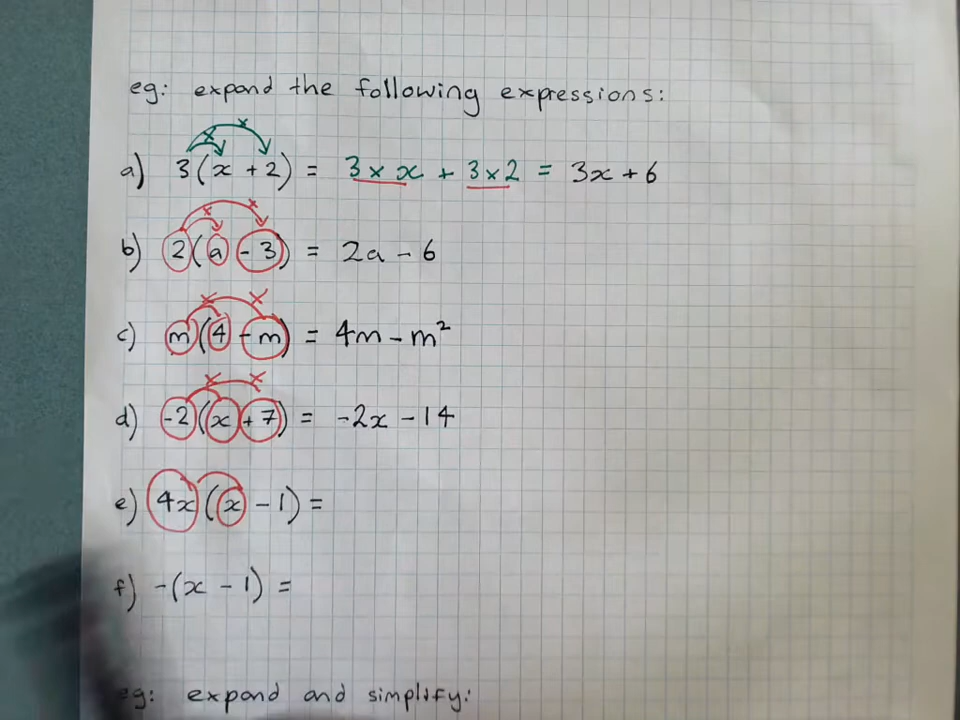 eg: expand the following expressions:
a) 3(x + 2) = 3 × x + 3 × 2 = 3x + 6
b) 2(a - 3) = 2a - 6
c) m(4 - m) = 4m - m²
d) -2(x + 7) = -2x - 14
e) 4x(x - 1) =
f) -(x - 1) =
eg: expand and simplify: